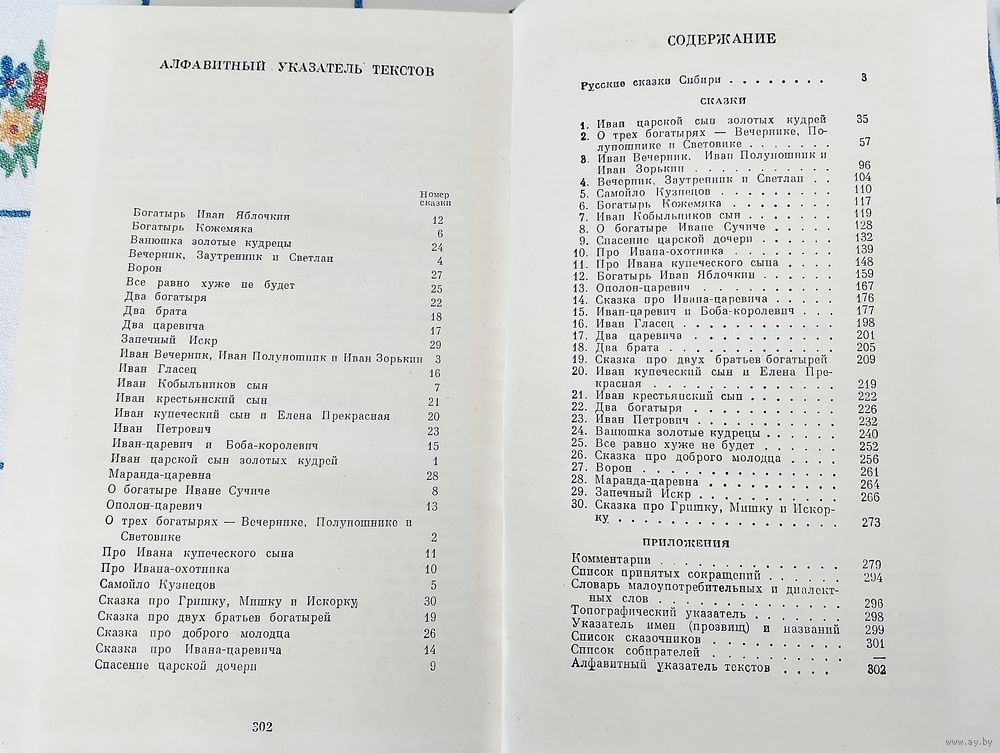 АЛФАВИТНЫЙ УКАЗАТЕЛЬ ТЕКСТОВ
Номер
сказки
Богатырь Иван Яблочкин 12
Богатырь Кожемяка 6
Ванюшка золотые кудрецы 24
Вечерник, Заутренник и Светлан 4
Ворон 27
Все равно хуже не будет 25
Два богатыря 22
Два брата 18
Два царевича 17
Запечный Искр 29
Иван Вечерник, Иван Полуношник и Иван Зорькин 3
Иван Гласец 16
Иван Кобыльников сын 7
Иван крестьянский сын 21
Иван купеческий сын и Елена Прекрасная 20
Иван Петрович 23
Иван-царевич и Боба-королевич 15
Иван царской сын золотых кудрей 1
Маранда-царевна 28
О богатыре Иване Сучиче 8
Ополон-царевич 13
О трех богатырях — Вечернике, Полуношнике и
Световике 2
Про Ивана купеческого сына 11
Про Ивана-охотника 10
Самойло Кузнецов 5
Сказка про Гришку, Мишку и Искорку 30
Сказка про двух братьев богатырей 19
Сказка про доброго молодца 26
Сказка про Ивана-царевича 14
Спасение царской дочери 9
302
СОДЕРЖАНИЕ
Русские сказки Сибири . . . . . . . . 3
СКАЗКИ
1. Иван царской сын золотых кудрей 35
2. О трех богатырях — Вечернике, По-
луношнике и Световике . . . . . . . 57
3. Иван Вечерник, Иван Полуношник и
Иван Зорькин . . . . . . . . . . . 96
4. Вечерник, Заутренник и Светлан . . 104
5. Самойло Кузнецов . . . . . . . . . 110
6. Богатырь Кожемяка . . . . . . . . 117
7. Иван Кобыльников сын . . . . . . . 119
8. О богатыре Иване Сучиче . . . . . 128
9. Спасение царской дочери . . . . . . 132
10. Про Ивана-охотника . . . . . . . . 139
11. Про Ивана купеческого сына . . . . 148
12. Богатырь Иван Яблочкин . . . . . . 159
13. Ополон-царевич . . . . . . . . . . 167
14. Сказка про Ивана-царевича . . . . . 176
15. Иван-царевич и Боба-королевич . . . 177
16. Иван Гласец . . . . . . . . . . . 198
17. Два царевича . . . . . . . . . . . 201
18. Два брата . . . . . . . . . . . . 205
19. Сказка про двух братьев богатырей 209
20. Иван купеческий сын и Елена Пре-
красная . . . . . . . . . . . . . 219
21. Иван крестьянский сын . . . . . . . 222
22. Два богатыря . . . . . . . . . . . 226
23. Иван Петрович . . . . . . . . . . 232
24. Ванюшка золотые кудрецы . . . . . . 240
25. Все равно хуже не будет . . . . . . 252
26. Сказка про доброго молодца . . . . 256
27. Ворон . . . . . . . . . . . . . . 261
28. Маранда-царевна . . . . . . . . . . 264
29. Запечный Искр . . . . . . . . . . 266
30. Сказка про Гришку, Мишку и Искор-
ку . . . . . . . . . . . . . . . . 273
ПРИЛОЖЕНИЯ
Комментарии . . . . . . . . . . . . . 279
Список принятых сокращений . . . . . . 294
Словарь малоупотребительных и диалект-
ных слов . . . . . . . . . . . . . 296
Топографический указатель . . . . . . . 298
Указатель имен (прозвищ) и названий 299
Список сказочников . . . . . . . . . . 301
Список собирателей . . . . . . . . . . —
Алфавитный указатель текстов . . . . 302
www.ay.by